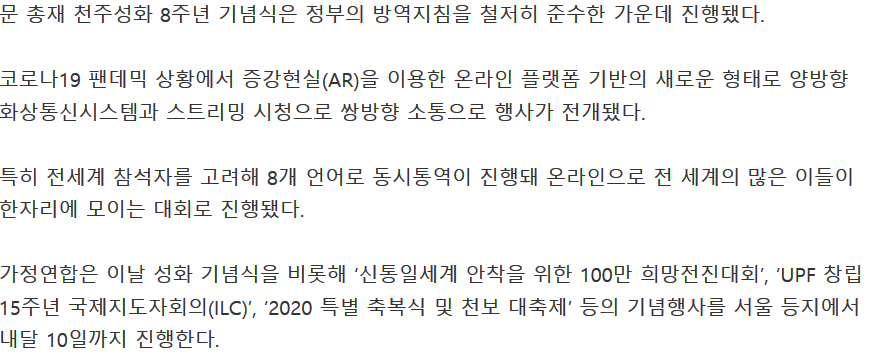 문 총재 천주성화 8주년 기념식은 정부의 방역지침을 철저히 준수한 가운데 진행됐다.
코로나19 팬데믹 상황에서 증강현실(AR)을 이용한 온라인 플랫폼 기반의 새로운 형태로 양방향
화상통신시스템과 스트리밍 시청으로 쌍방향 소통으로 행사가 전개됐다.
특히 전세계 참석자를 고려해 8개 언어로 동시통역이 진행돼 온라인으로 전 세계의 많은 이들이
한자리에 모이는 대회로 진행됐다.
가정연합은 이날 성화 기념식을 비롯해 ‘신통일세계 안착을 위한 100만 희망전진대회’, ‘UPF 창립
15주년 국제지도자회의(ILC)’, ‘2020 특별 축복식 및 천보 대축제’ 등의 기념행사를 서울 등지에서
내달 10일까지 진행한다.